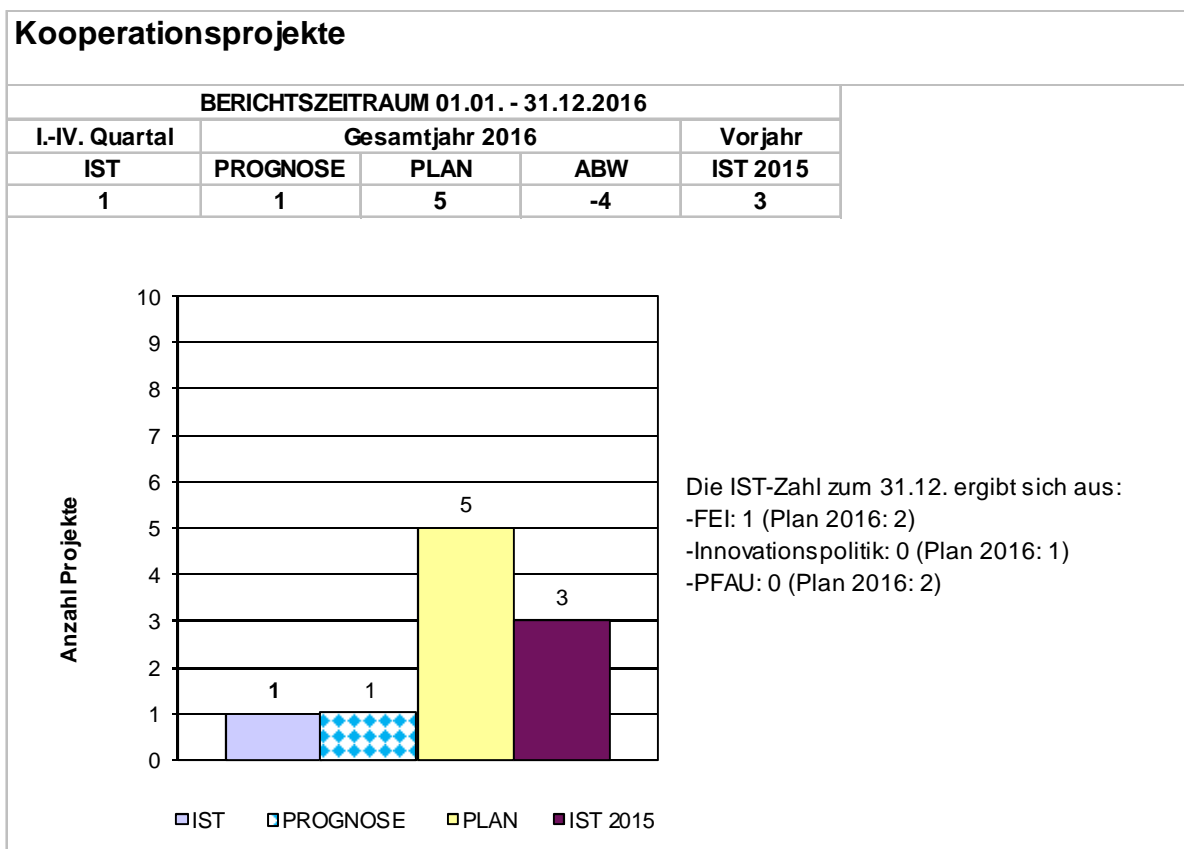 Kooperationsprojekte
BERICHTSZEITRAUM 01.01. - 31.12.2016
I.-IV. Quartal Gesamtjahr 2016 Vorjahr
IST PROGNOSE PLAN ABW IST 2015
1 1 5 -4 3
10
9
8
7
6
5
4
3
2
1
0
Anzahl Projekte
1
1
5
3
Die IST-Zahl zum 31.12. ergibt sich aus:
-FEI: 1 (Plan 2016: 2)
-Innovationspolitik: 0 (Plan 2016: 1)
-PFAU: 0 (Plan 2016: 2)
IST PROGNOSE PLAN IST 2015